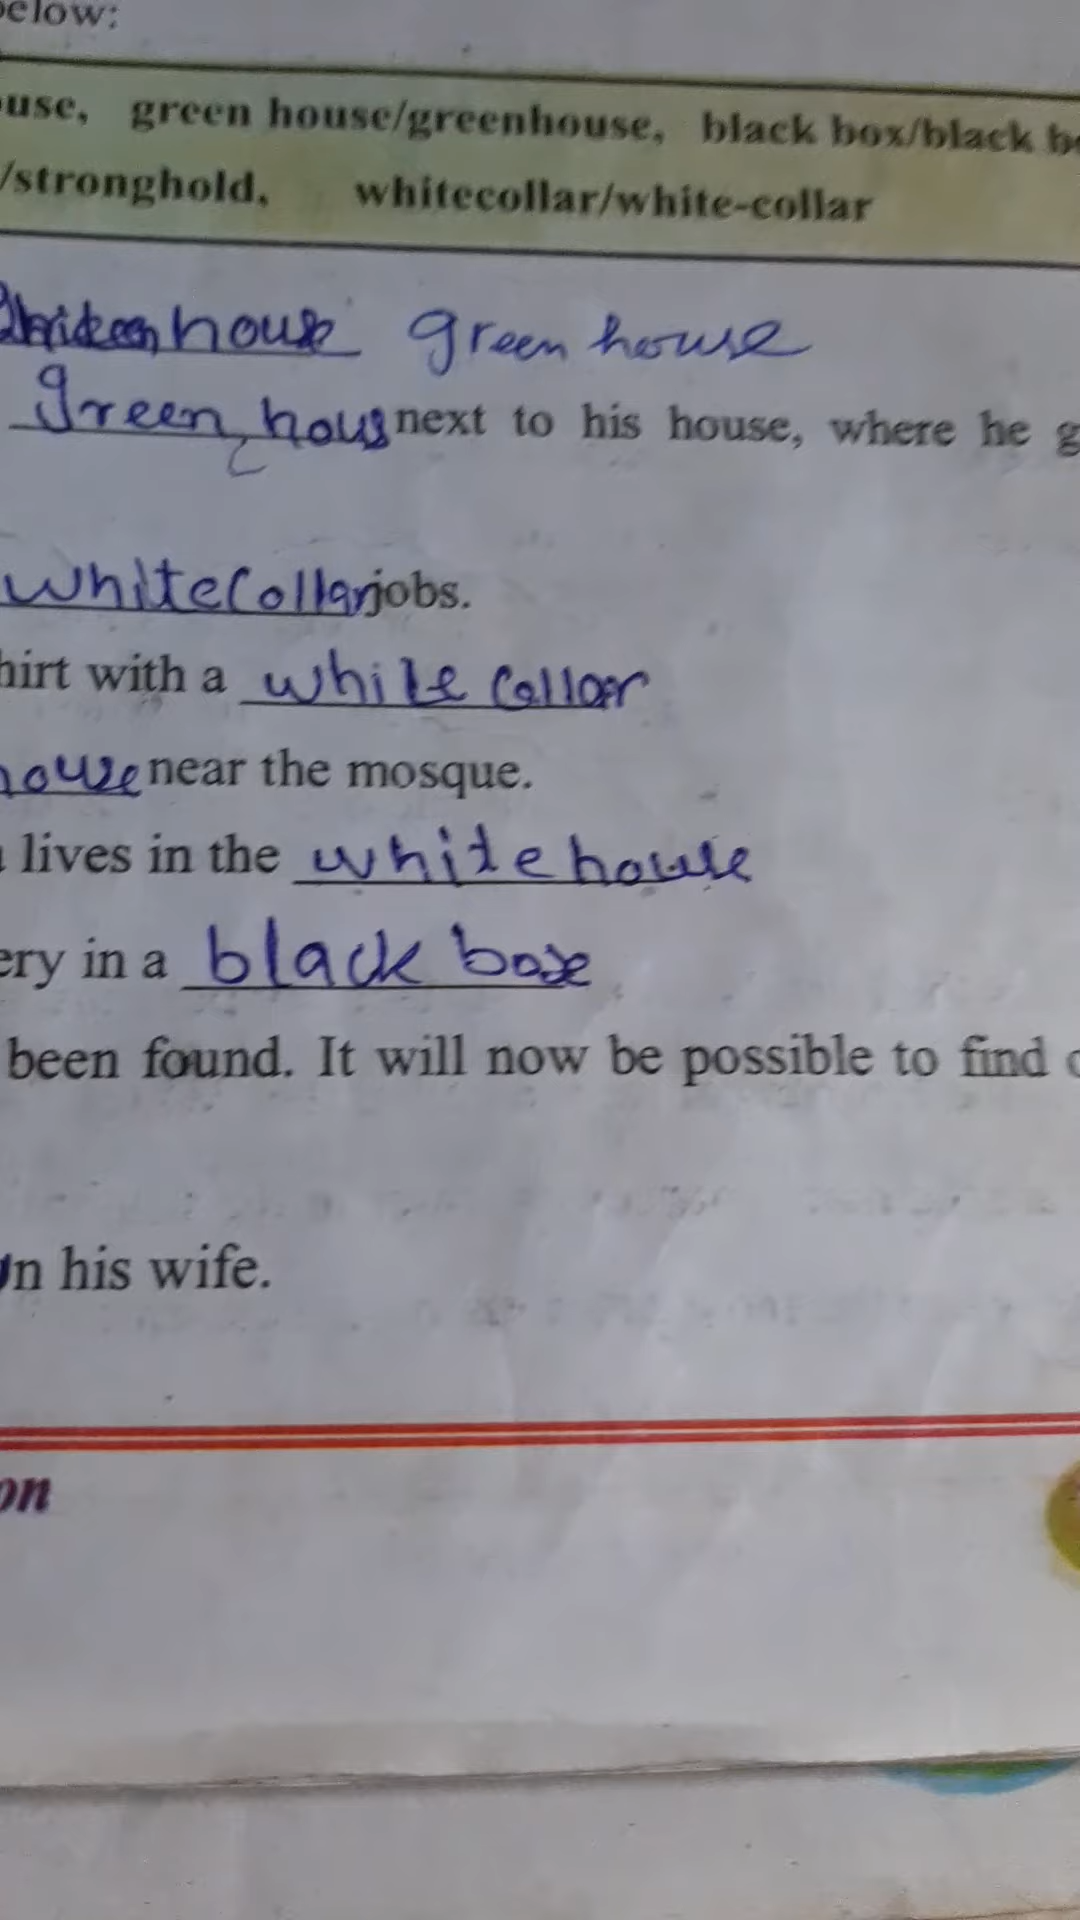 below:
use, green house/greenhouse, black box/black b
/stronghold, whitecollar/white-collar
house green house
green hous next to his house, where he g
whitecollar jobs.
hirt with a white collar
house near the mosque.
lives in the whitehouse
ery in a black box
been found. It will now be possible to find
n his wife.
on